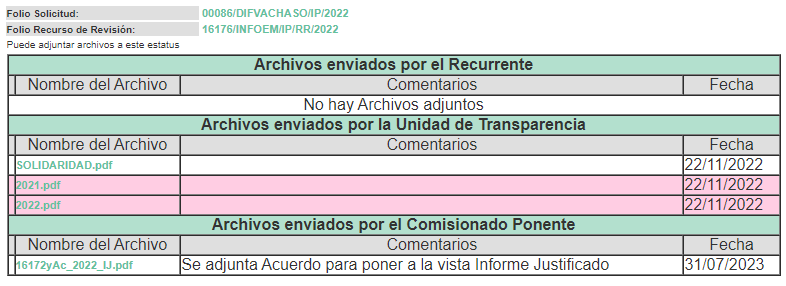 Folio Solicitud: 00086/DIFVACHASO/IP/2022
Folio Recurso de Revisión: 16176/INFOEM/IP/RR/2022
Puede adjuntar archivos a este estatus
Archivos enviados por el Recurrente
Nombre del Archivo Comentarios Fecha
No hay Archivos adjuntos
Archivos enviados por la Unidad de Transparencia
Nombre del Archivo Comentarios Fecha
SOLIDARIDAD.pdf 22/11/2022
2021.pdf 22/11/2022
2022.pdf 22/11/2022
Archivos enviados por el Comisionado Ponente
Nombre del Archivo Comentarios Fecha
16172yAc_2022_IJ.pdf Se adjunta Acuerdo para poner a la vista Informe Justificado 31/07/2023